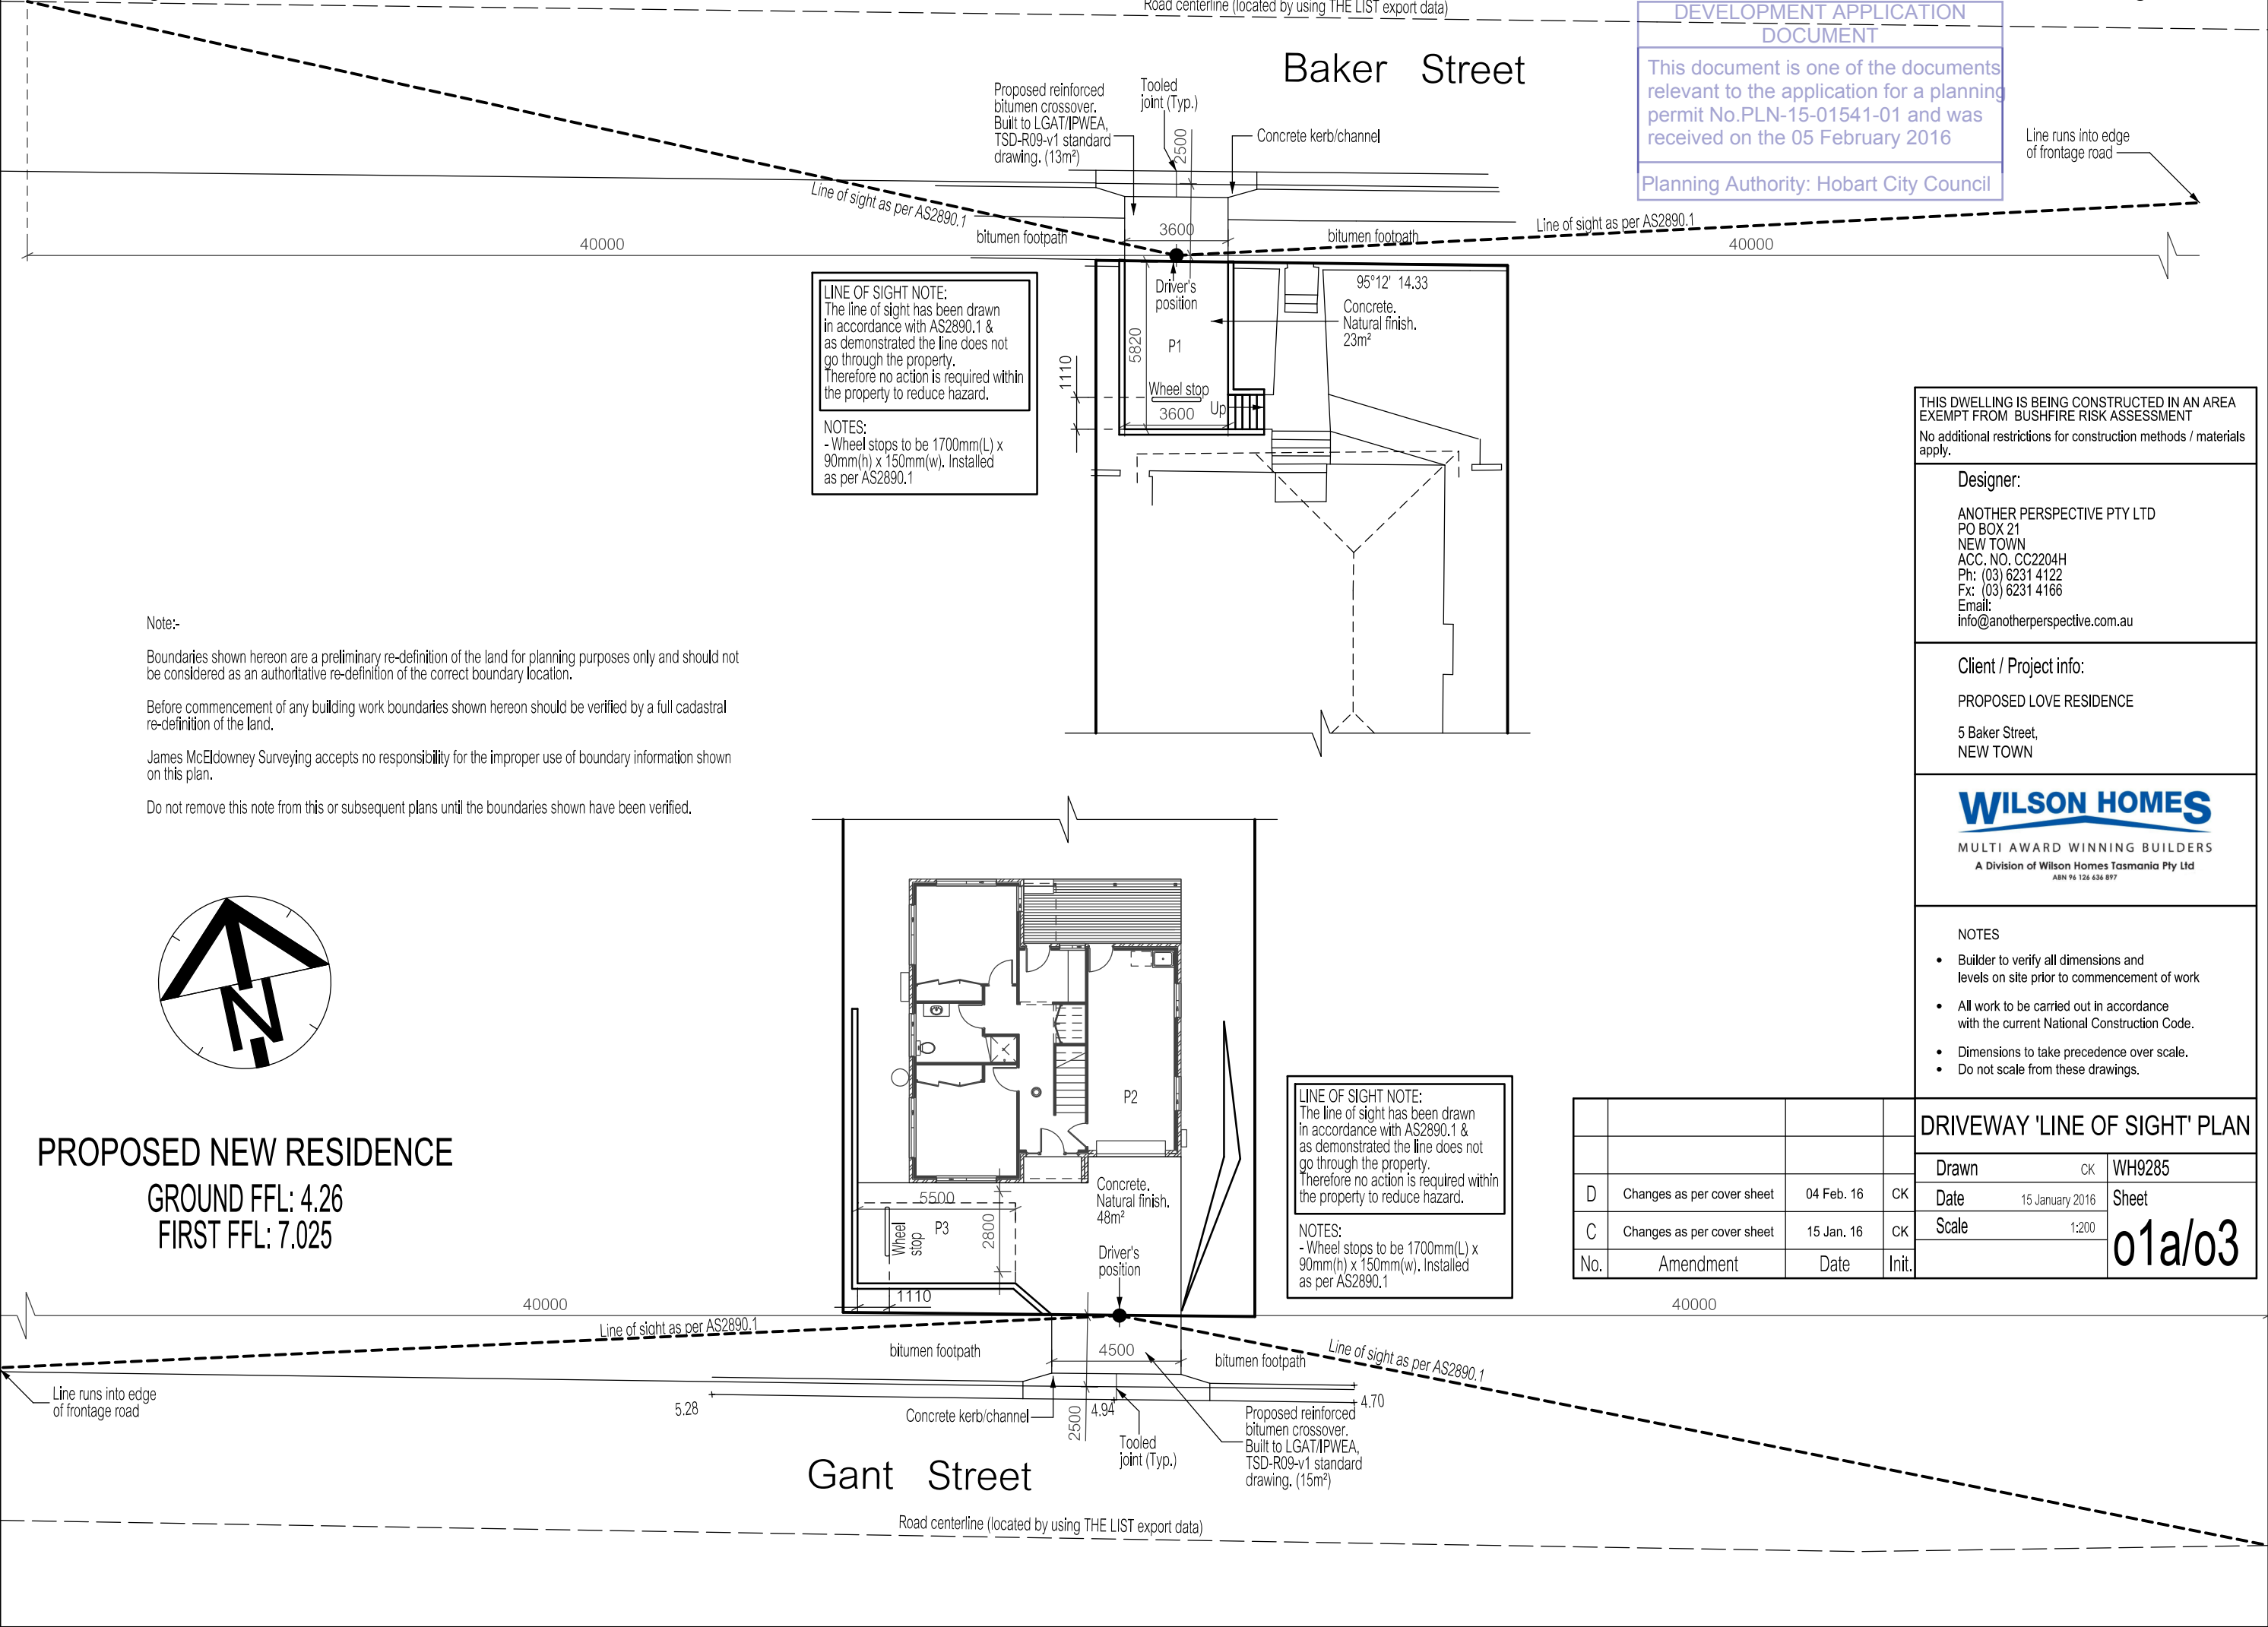 Road centerline (located by using THE LIST export data)
DEVELOPMENT APPLICATION
DOCUMENT
This document is one of the documents
relevant to the application for a planning
permit No.PLN-15-01541-01 and was
received on the 05 February 2016
Planning Authority: Hobart City Council
Baker Street
Proposed reinforced
bitumen crossover.
Built to LGAT/IPWEA,
TSD-R09-v1 standard
drawing. (13m²)
Tooled
joint (Typ.)
2500
Concrete kerb/channel
Line runs into edge
of frontage road
Line of sight as per AS2890.1
bitumen footpath
3600
bitumen footpath
Line of sight as per AS2890.1
40000
40000
LINE OF SIGHT NOTE:
The line of sight has been drawn
in accordance with AS2890.1 &
as demonstrated the line does not
go through the property.
Therefore no action is required within
the property to reduce hazard.
NOTES:
- Wheel stops to be 1700mm(L) x
90mm(h) x 150mm(w). Installed
as per AS2890.1
Driver's
position
95°12' 14.33
Concrete.
Natural finish.
23m²
5820
P1
1110
Wheel stop
3600
Up
THIS DWELLING IS BEING CONSTRUCTED IN AN AREA
EXEMPT FROM BUSHFIRE RISK ASSESSMENT
No additional restrictions for construction methods / materials
apply.
Designer:
ANOTHER PERSPECTIVE PTY LTD
PO BOX 21
NEW TOWN
ACC. NO. CC2204H
Ph: (03) 6231 4122
Fx: (03) 6231 4166
Email:
info@anotherperspective.com.au
Client / Project info:
PROPOSED LOVE RESIDENCE
5 Baker Street,
NEW TOWN
WILSON HOMES
MULTI AWARD WINNING BUILDERS
A Division of Wilson Homes Tasmania Pty Ltd
ABN 96 126 636 897
NOTES
• Builder to verify all dimensions and
levels on site prior to commencement of work
• All work to be carried out in accordance
with the current National Construction Code.
• Dimensions to take precedence over scale.
• Do not scale from these drawings.
Note:-
Boundaries shown hereon are a preliminary re-definition of the land for planning purposes only and should not
be considered as an authoritative re-definition of the correct boundary location.
Before commencement of any building work boundaries shown hereon should be verified by a full cadastral
re-definition of the land.
James McEldowney Surveying accepts no responsibility for the improper use of boundary information shown
on this plan.
Do not remove this note from this or subsequent plans until the boundaries shown have been verified.
N
PROPOSED NEW RESIDENCE
GROUND FFL: 4.26
FIRST FFL: 7.025
P2
5500
Wheel
stop
P3
2800
1110
Concrete.
Natural finish.
48m²
Driver's
position
LINE OF SIGHT NOTE:
The line of sight has been drawn
in accordance with AS2890.1 &
as demonstrated the line does not
go through the property.
Therefore no action is required within
the property to reduce hazard.
NOTES:
- Wheel stops to be 1700mm(L) x
90mm(h) x 150mm(w). Installed
as per AS2890.1
DRIVEWAY 'LINE OF SIGHT' PLAN
Drawn CK WH9285
Date 15 January 2016 Sheet
Scale 1:200
o1a/o3
D Changes as per cover sheet 04 Feb. 16 CK
C Changes as per cover sheet 15 Jan. 16 CK
No. Amendment Date Init.
40000
40000
Line of sight as per AS2890.1
bitumen footpath
4500
bitumen footpath
Line of sight as per AS2890.1
Line runs into edge
of frontage road
5.28
Concrete kerb/channel
2500
4.94
4.70
Tooled
joint (Typ.)
Proposed reinforced
bitumen crossover.
Built to LGAT/IPWEA,
TSD-R09-v1 standard
drawing. (15m²)
Gant Street
Road centerline (located by using THE LIST export data)